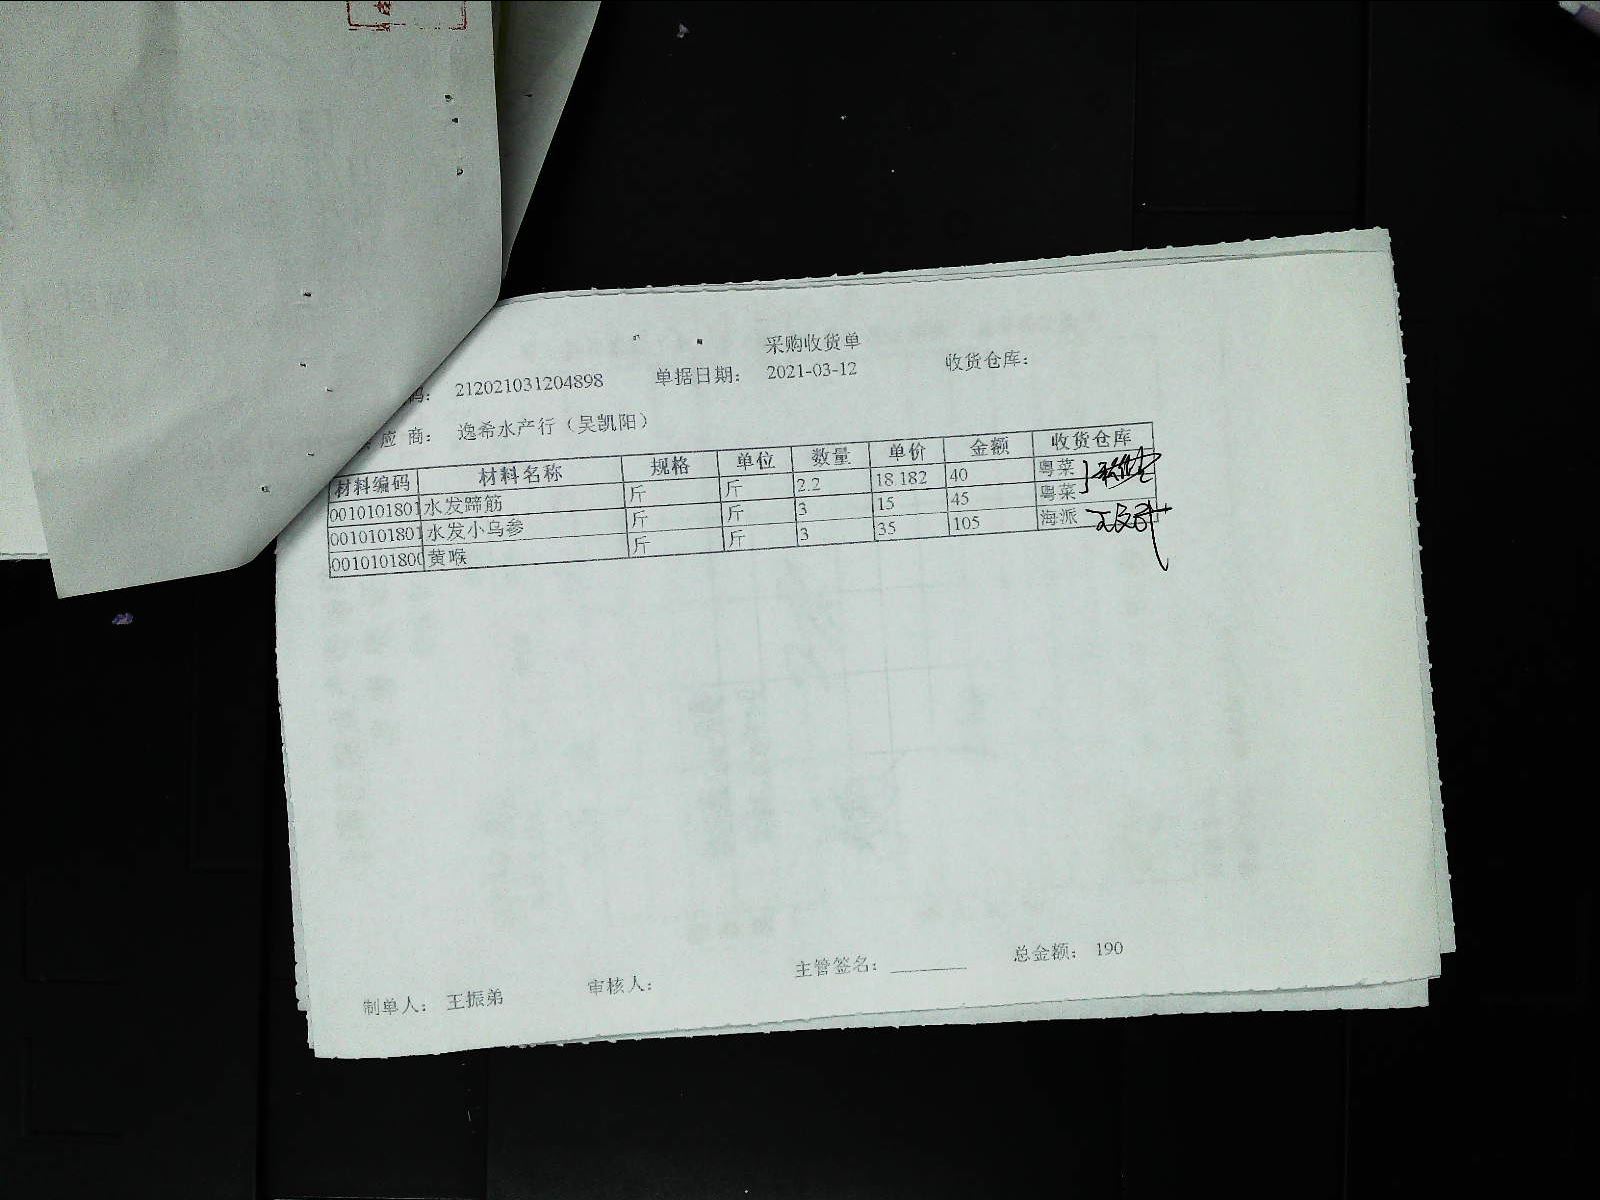 采购收货单
码： 212021031204898 单据日期： 2021-03-12 收货仓库：
应 商： 逸希水产行（吴凯阳）
材料编码 材料名称 规格 单位 数量 单价 金额 收货仓库
0010101801 水发蹄筋 斤 斤 2.2 18 182 40 粤菜
0010101801 水发小乌参 斤 斤 3 15 45 粤菜
0010101800 黄喉 斤 斤 3 35 105 海派
制单人： 王振弟 审核人： 主管签名： 总金额： 190